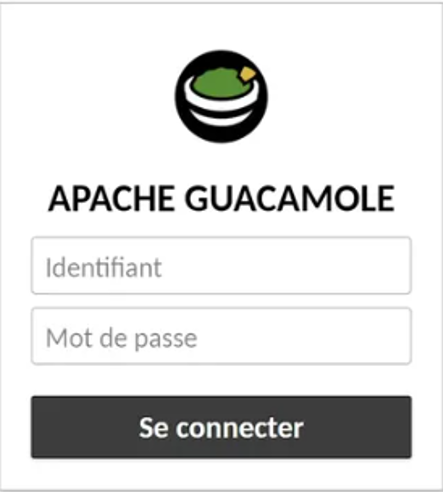 APACHE GUACAMOLE
Identifiant
Mot de passe
Se connecter